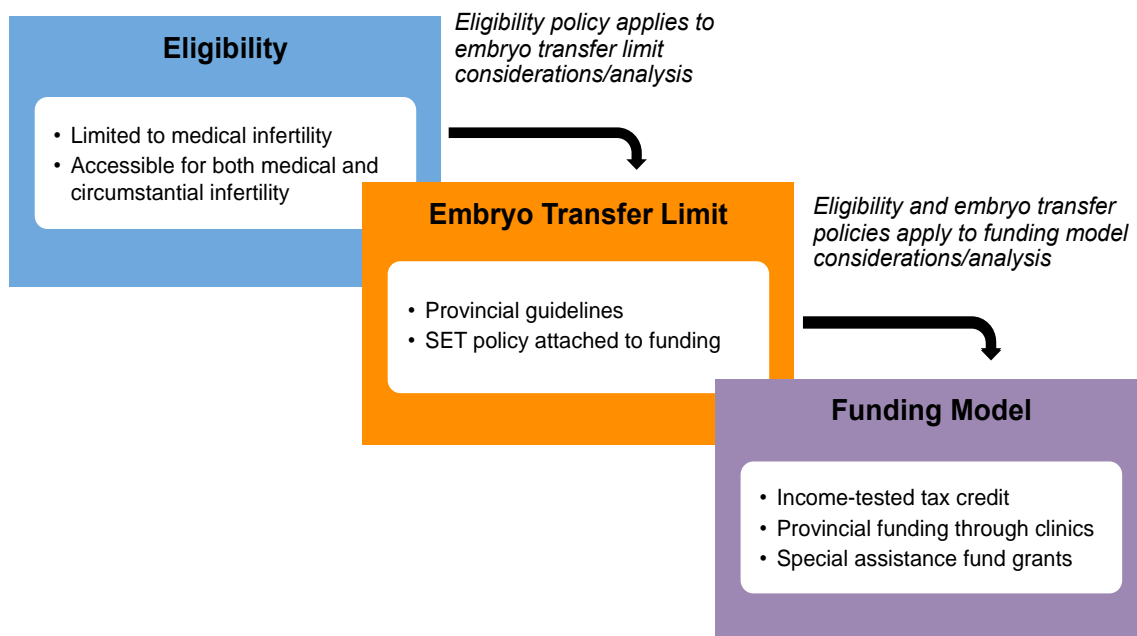 Eligibility
• Limited to medical infertility
• Accessible for both medical and
circumstantial infertility
Eligibility policy applies to
embryo transfer limit
considerations/analysis
Embryo Transfer Limit
• Provincial guidelines
• SET policy attached to funding
Eligibility and embryo transfer
policies apply to funding model
considerations/analysis
Funding Model
• Income-tested tax credit
• Provincial funding through clinics
• Special assistance fund grants